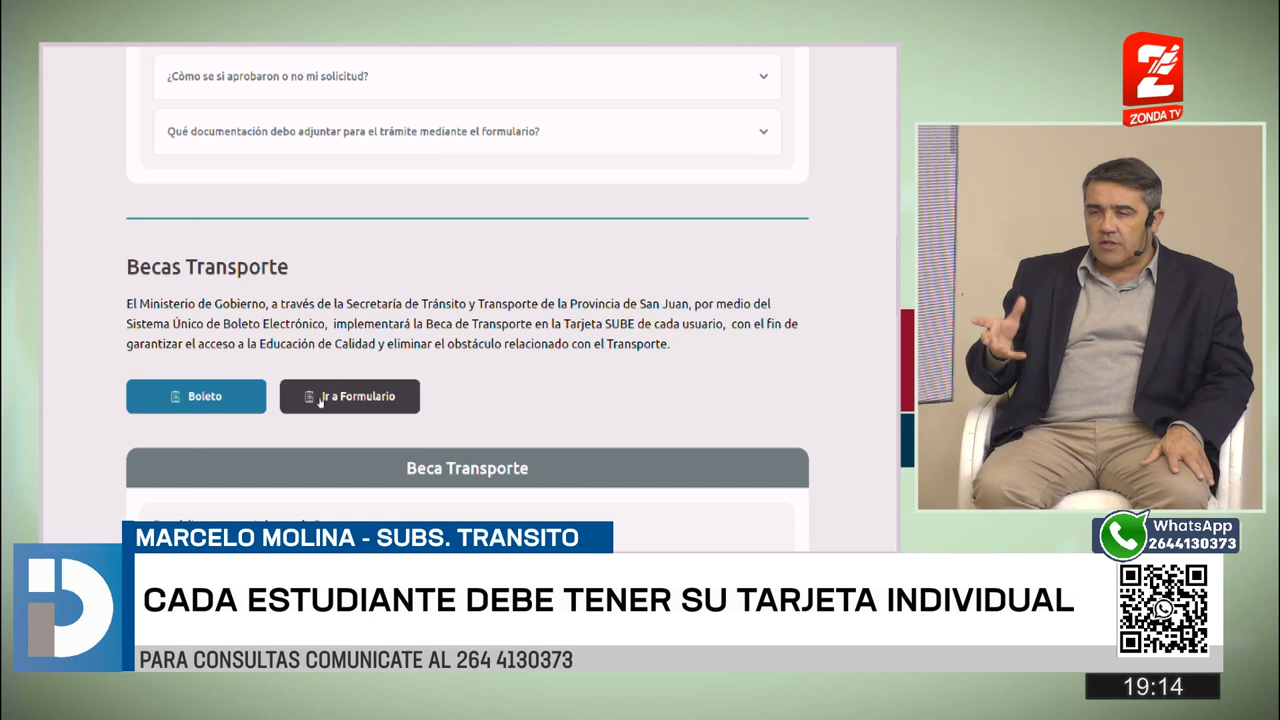 ¿Còmo se si aprobaron o no mi solicitud?
Qué documentación debo adjuntar para el trámite mediante el formulario?
Becas Transporte
El Ministerio de Gobierno, a través de la Secretaría de Tránsito y Transporte de la Provincia de San Juan, por medio del
Sistema Único de Boleto Electrónico, implementará la Beca de Transporte en la Tarjeta SUBE de cada usuario, con el fin de
garantizar el acceso a la Educación de Calidad y eliminar el obstáculo relacionado con el Transporte.
Boleto
Ir a Formulario
Beca Transporte
ZONDA TV
MARCELO MOLINA - SUBS. TRANSITO
CADA ESTUDIANTE DEBE TENER SU TARJETA INDIVIDUAL
PARA CONSULTAS COMUNICATE AL 264 4130373
WhatsApp
2644130373
19:14